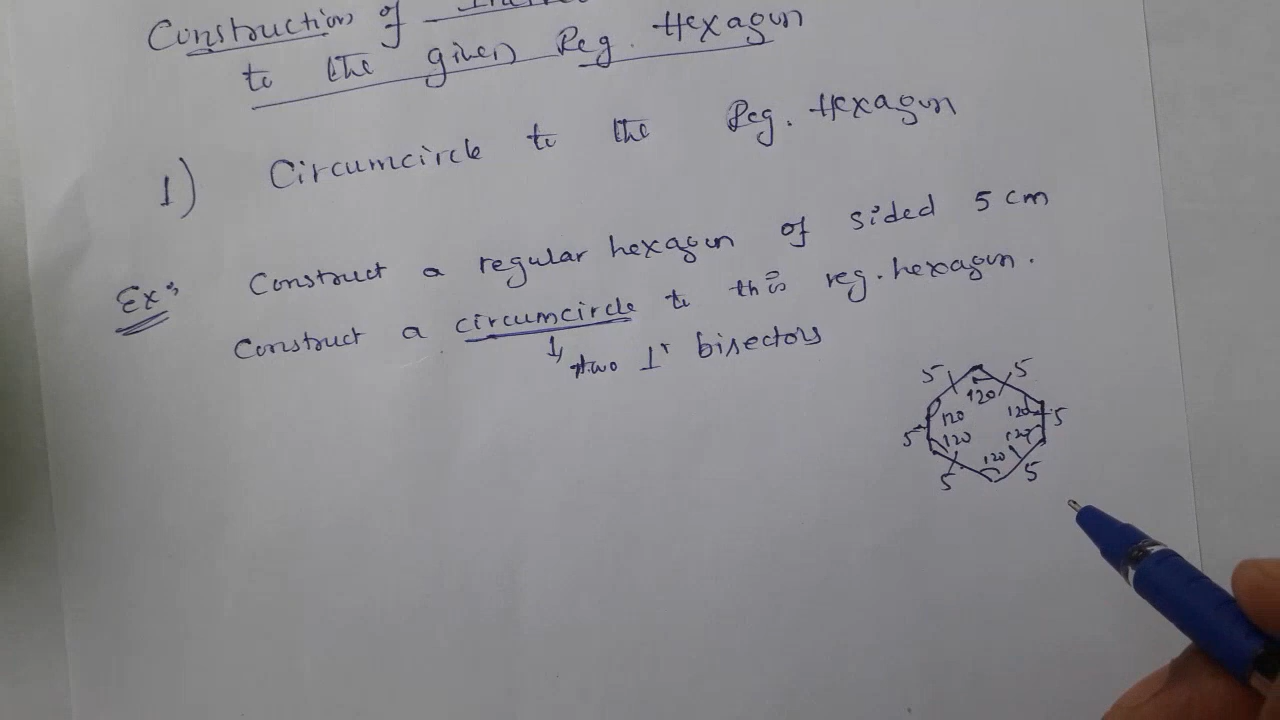 Construction of
to the given Reg. Hexagon
1) Circumcircle to the Reg. Hexagon
Ex: Construct a regular hexagon of sided 5 cm
Construct a circumcircle to this reg. hexagon.
two ⊥r bisectors
5 5
120
120 120
5 5
120 120
120
5 5